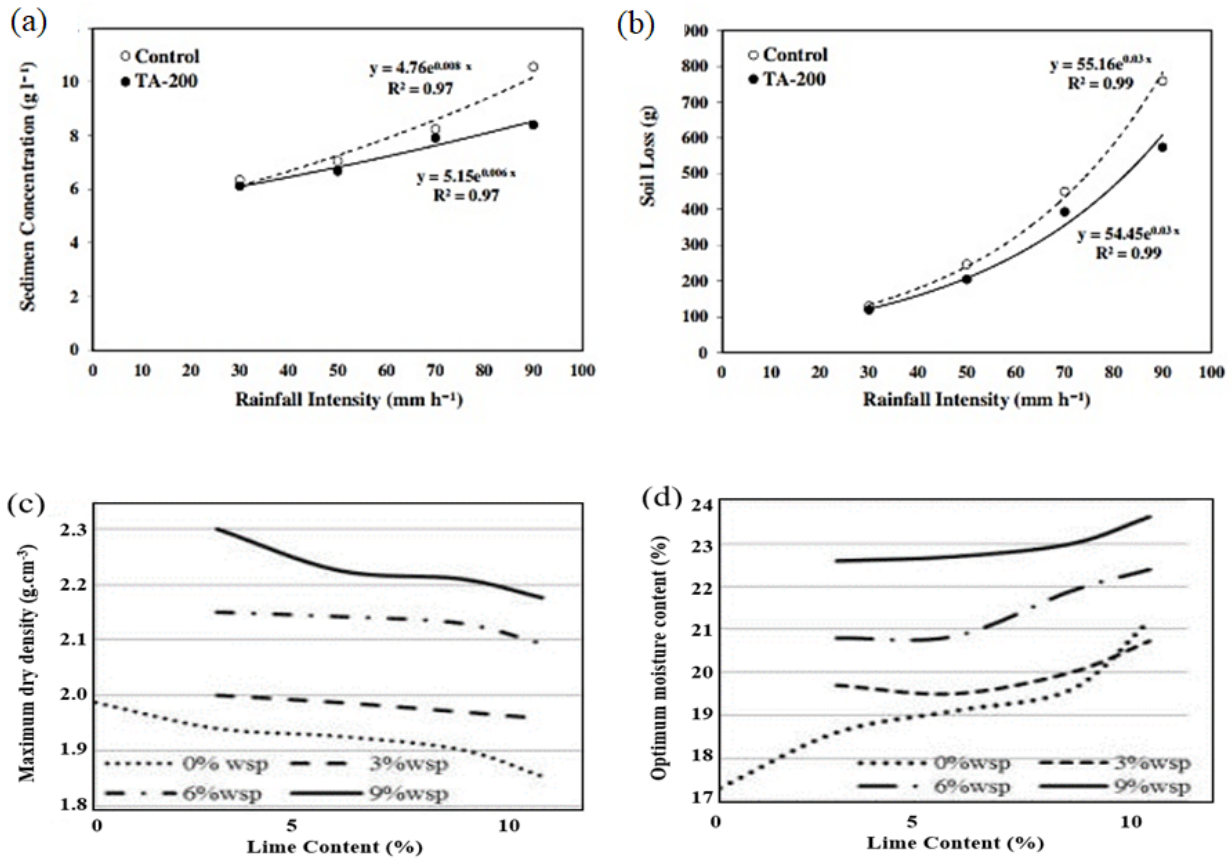 (a)
12
10
8
6
4
2
0
Sedimen Concentration (g l⁻¹)
Control
TA-200
y = 4.76e^0.008 x
R² = 0.97
y = 5.15e^0.006 x
R² = 0.97
0 10 20 30 40 50 60 70 80 90 100
Rainfall Intensity (mm h⁻¹)
(b)
900
800
700
600
500
400
300
200
100
0
Soil Loss (g)
Control
TA-200
y = 55.16e^0.03 x
R² = 0.99
y = 54.45e^0.03 x
R² = 0.99
0 10 20 30 40 50 60 70 80 90 100
Rainfall Intensity (mm h⁻¹)
(c)
2.3
2.2
2.1
2.0
1.9
1.8
Maximum dry density (g.cm⁻³)
0% wsp 3%wsp
6%wsp 9%wsp
0 5 10
Lime Content (%)
(d)
24
23
22
21
20
19
18
17
Optimum moisture content (%)
0%wsp 3%wsp
6%wsp 9%wsp
0 5 10
Lime Content (%)